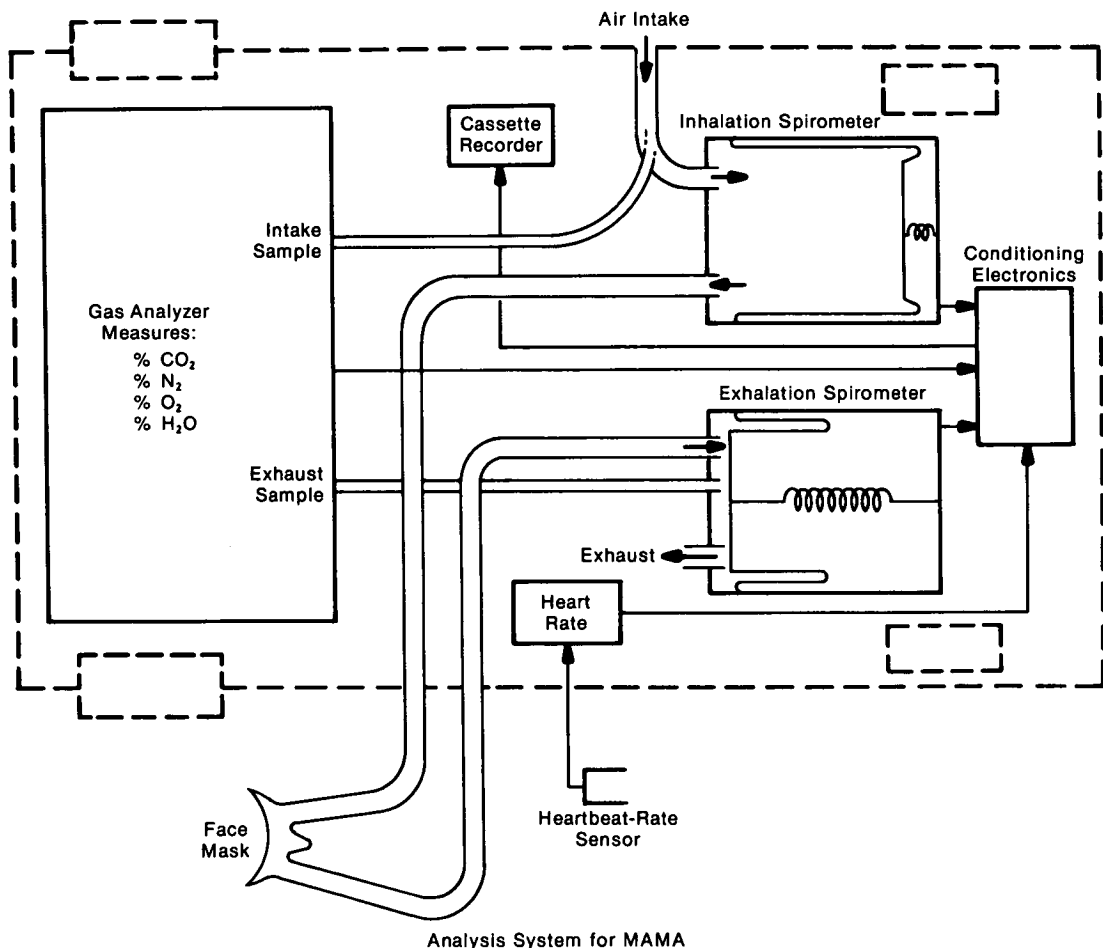 Air Intake
Cassette
Recorder
Inhalation Spirometer
Intake
Sample
Conditioning
Electronics
Gas Analyzer
Measures:
% CO₂
% N₂
% O₂
% H₂O
Exhalation Spirometer
Exhaust
Sample
Exhaust
Heart
Rate
Heartbeat-Rate
Sensor
Face
Mask
Analysis System for MAMA